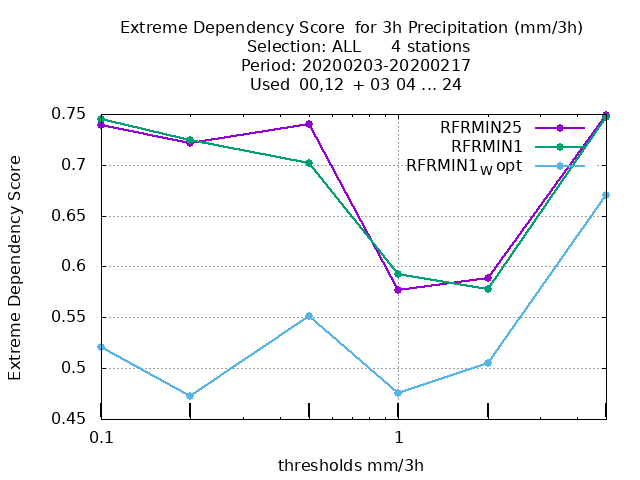 Extreme Dependency Score  for 3h Precipitation (mm/3h)
Selection: ALL      4 stations
Period: 20200203-20200217
Used  00,12  + 03 04 ... 24
RFRMIN25
RFRMIN1
RFRMIN1w opt
Extreme Dependency Score
0.75
0.7
0.65
0.6
0.55
0.5
0.45
0.1
1
thresholds mm/3h